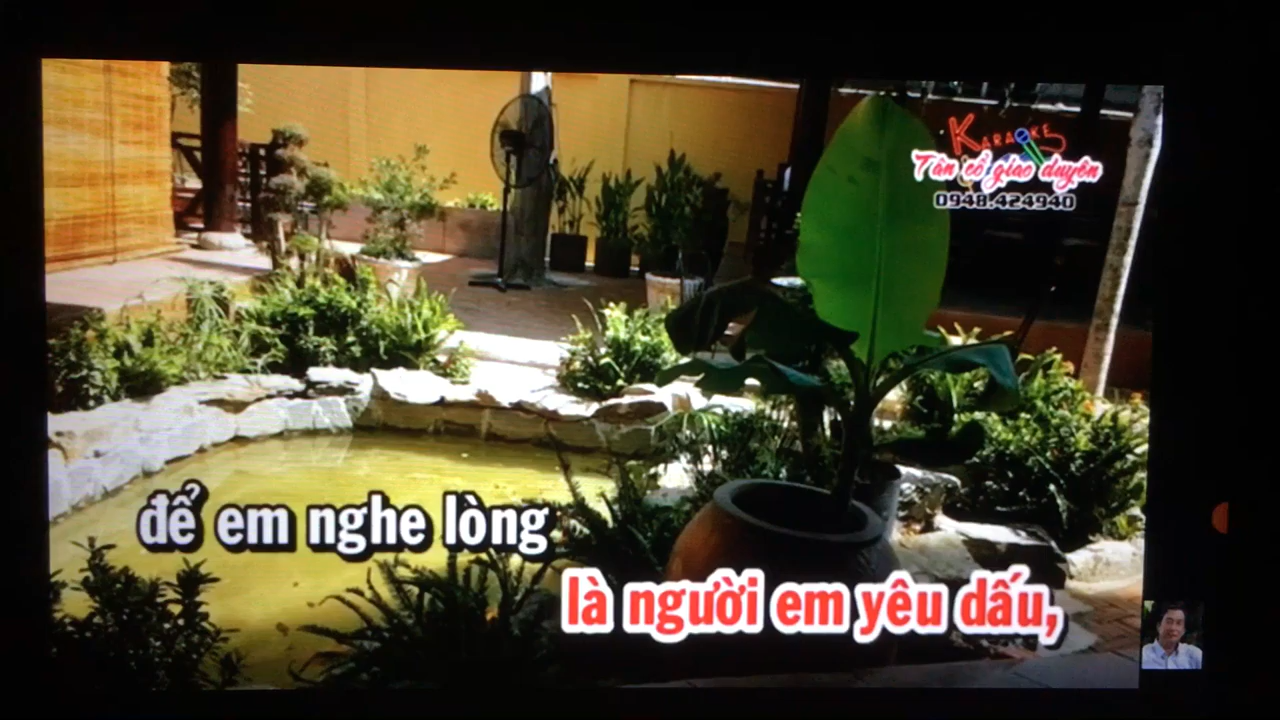 KARAOKE
Tân cổ giao duyên
0948.424940
để em nghe lòng
là người em yêu dấu,